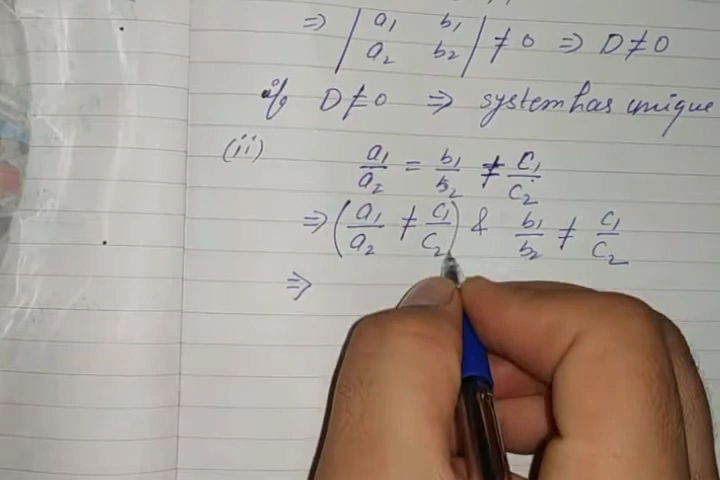 ⇒ | a₁ b₁ |
| a₂ b₂ | ≠ 0 ⇒ D ≠ 0
if D ≠ 0 ⇒ system has unique
(ii) a₁/a₂ = b₁/b₂ ≠ c₁/c₂
⇒ (a₁/a₂ ≠ c₁/c₂) & b₁/b₂ ≠ c₁/c₂
⇒